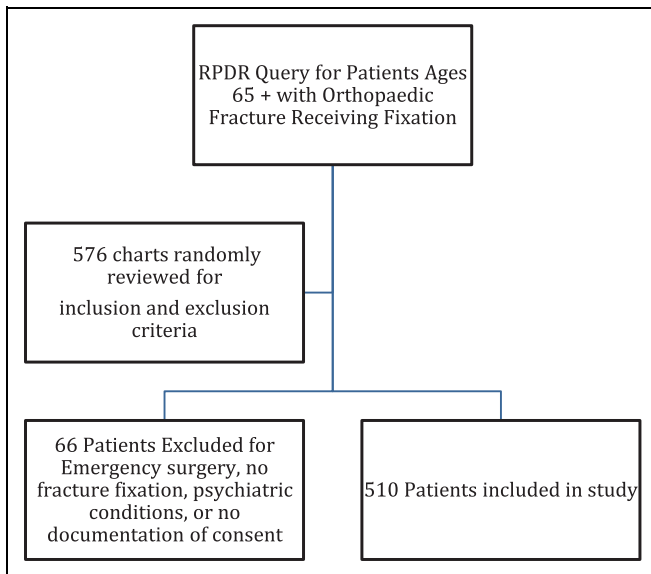 RPDR Query for Patients Ages
65 + with Orthopaedic
Fracture Receiving Fixation
576 charts randomly
reviewed for
inclusion and exclusion
criteria
66 Patients Excluded for
Emergency surgery, no
fracture fixation, psychiatric
conditions, or no
documentation of consent
510 Patients included in study